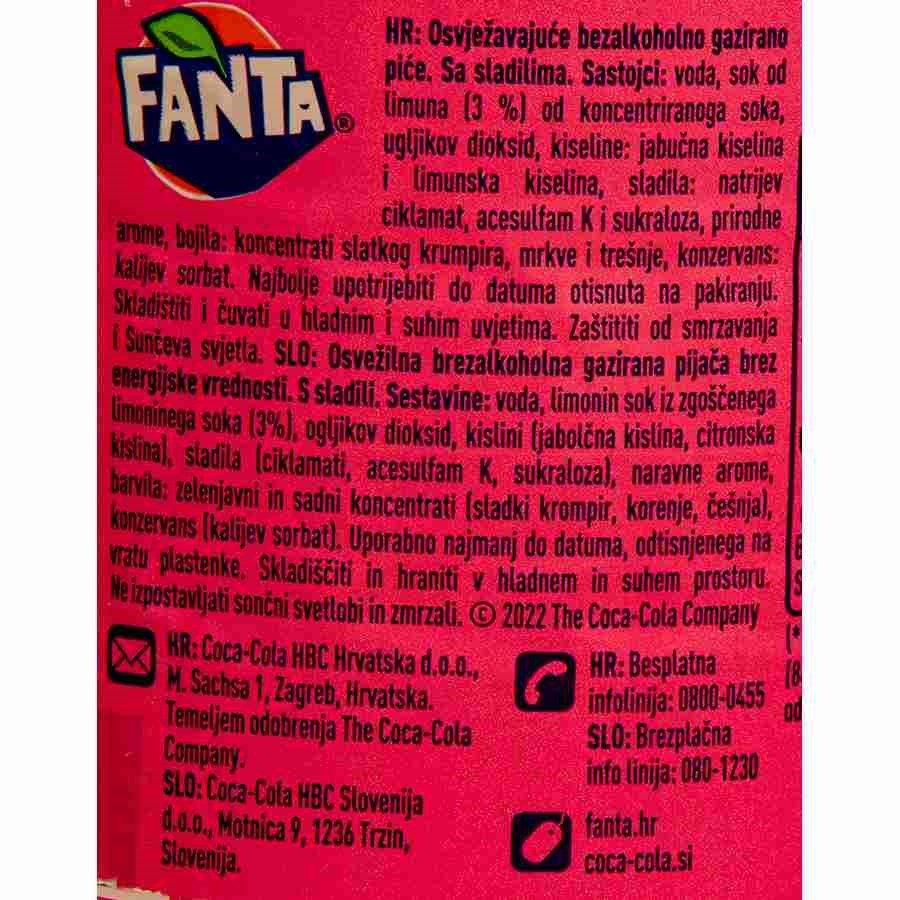 FANTA®
HR: Osvježavajuće bezalkoholno gazirano
piće. Sa sladilima. Sastojci: voda, sok od
limuna (3 %) od koncentriranoga soka,
ugljikov dioksid, kiseline: jabučna kiselina
i limunska kiselina, sladila: natrijev
ciklamat, acesulfam K i sukraloza, prirodne
arome, bojila: koncentrati slatkog krumpira, mrkve i trešnje, konzervans:
kalijev sorbat. Najbolje upotrijebiti do datuma otisnuta na pakiranju.
Skladištiti i čuvati u hladnim i suhim uvjetima. Zaštititi od smrzavanja
i Sunčeva svjetla. SLO: Osvežilna brezalkoholna gazirana pijača brez
energijske vrednosti. S sladili. Sestavine: voda, limonin sok iz zgoščenega
limoninega soka (3%), ogljikov dioksid, kislini (jabolčna kislina, citronska
kislina), sladila (ciklamati, acesulfam K, sukraloza), naravne arome,
barvila: zelenjavni in sadni koncentrati (sladki krompir, korenje, češnja),
konzervans (kalijev sorbat). Uporabno najmanj do datuma, odtisnjenega na
vratu plastenke. Skladiščiti in hraniti v hladnem in suhem prostoru.
Ne izpostavljati sončni svetlobi in zmrzali. © 2022 The Coca-Cola Company
HR: Coca-Cola HBC Hrvatska d.o.o.,
M. Sachsa 1, Zagreb, Hrvatska.
Temeljem odobrenja The Coca-Cola
Company.
SLO: Coca-Cola HBC Slovenija
d.o.o., Motnica 9, 1236 Trzin,
Slovenija.
HR: Besplatna
infolinija: 0800-0455
SLO: Brezplačna
info linija: 080-1230
fanta.hr
coca-cola.si
(*
(8
od